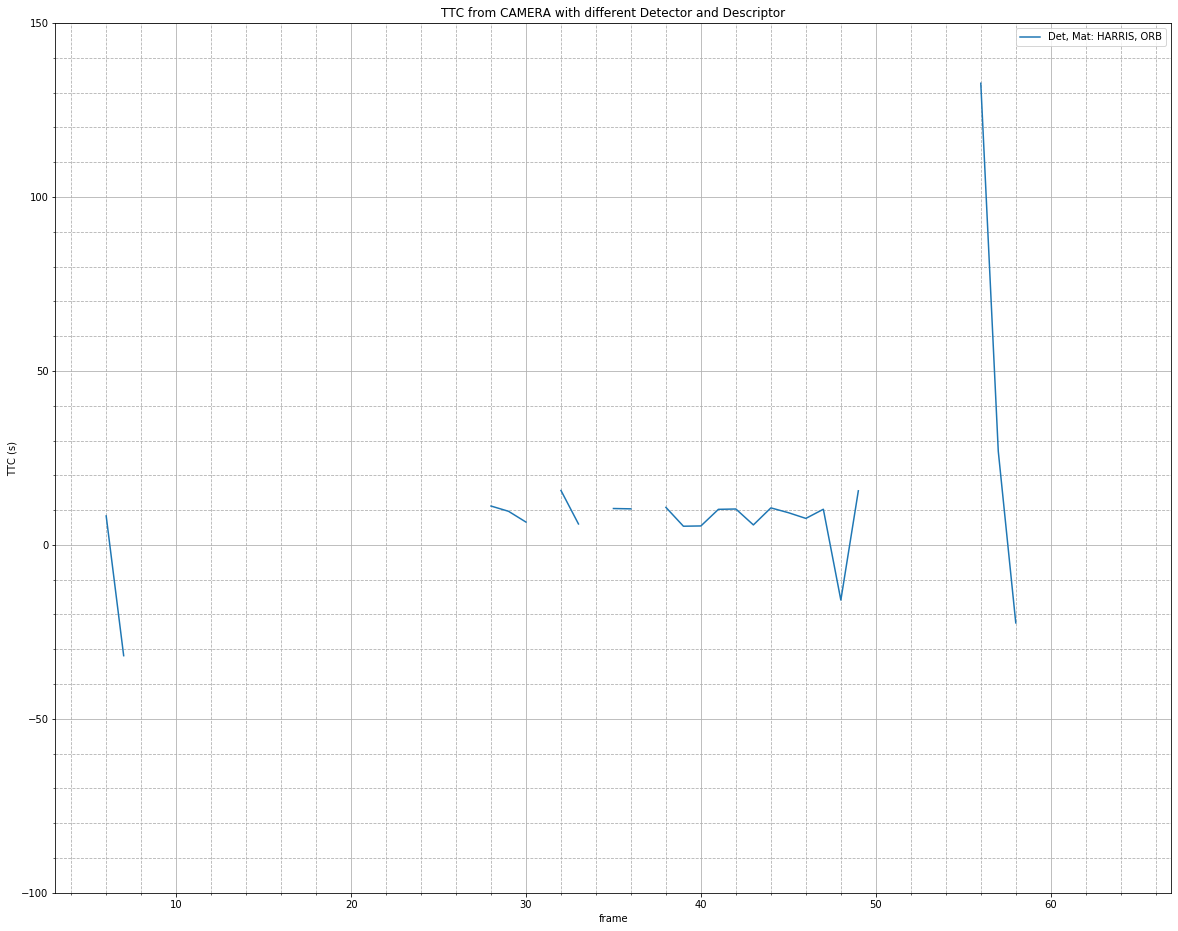 TTC from CAMERA with different Detector and Descriptor
Det, Mat: HARRIS, ORB
150
100
50
0
−50
−100
TTC (s)
10 20 30 40 50 60
frame